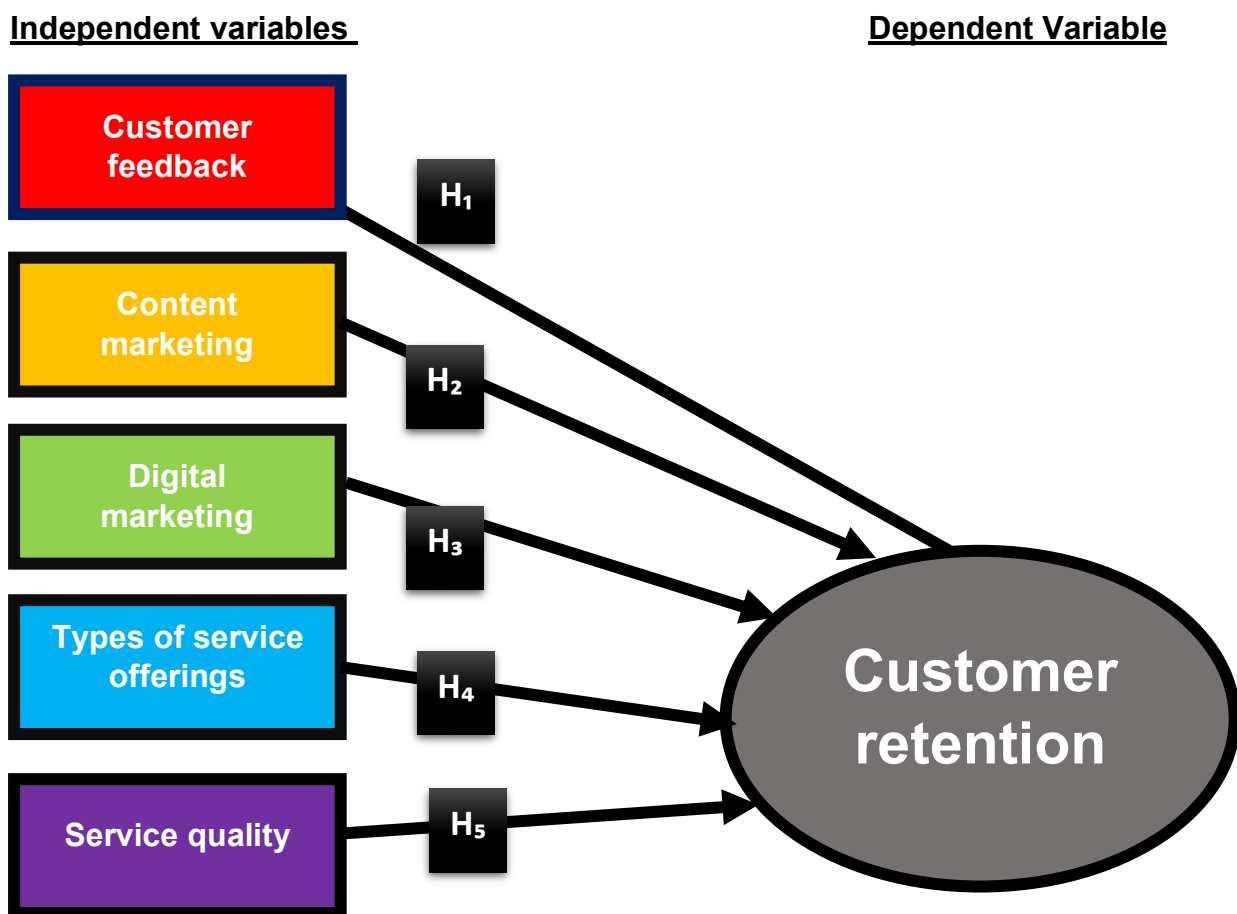 Independent variables
Dependent Variable
Customer
feedback
H₁
Content
marketing
H₂
Digital
marketing
H₃
Types of service
offerings
H₄
Customer
retention
Service quality
H₅